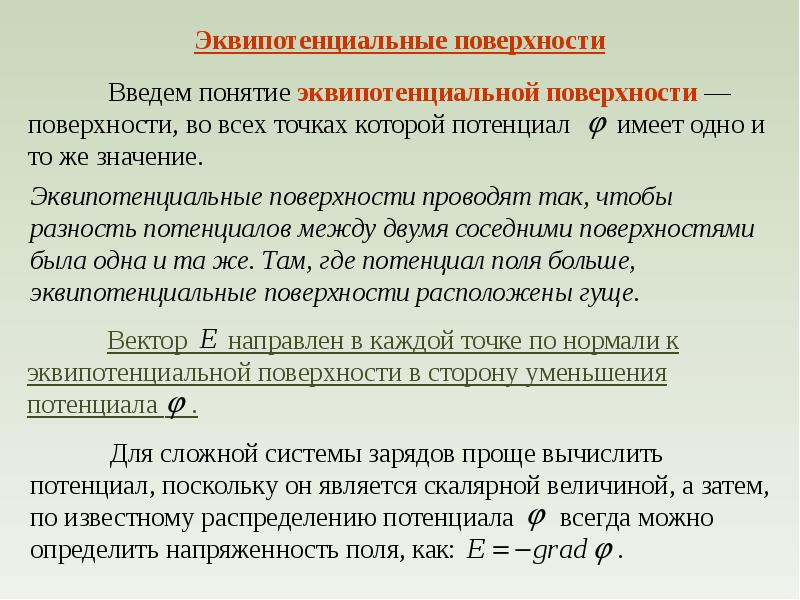 Эквипотенциальные поверхности
Введем понятие эквипотенциальной поверхности —
поверхности, во всех точках которой потенциал φ имеет одно и
то же значение.
Эквипотенциальные поверхности проводят так, чтобы
разность потенциалов между двумя соседними поверхностями
была одна и та же. Там, где потенциал поля больше,
эквипотенциальные поверхности расположены гуще.
Вектор E направлен в каждой точке по нормали к
эквипотенциальной поверхности в сторону уменьшения
потенциала φ .
Для сложной системы зарядов проще вычислить
потенциал, поскольку он является скалярной величиной, а затем,
по известному распределению потенциала φ всегда можно
определить напряженность поля, как: E = −grad φ .